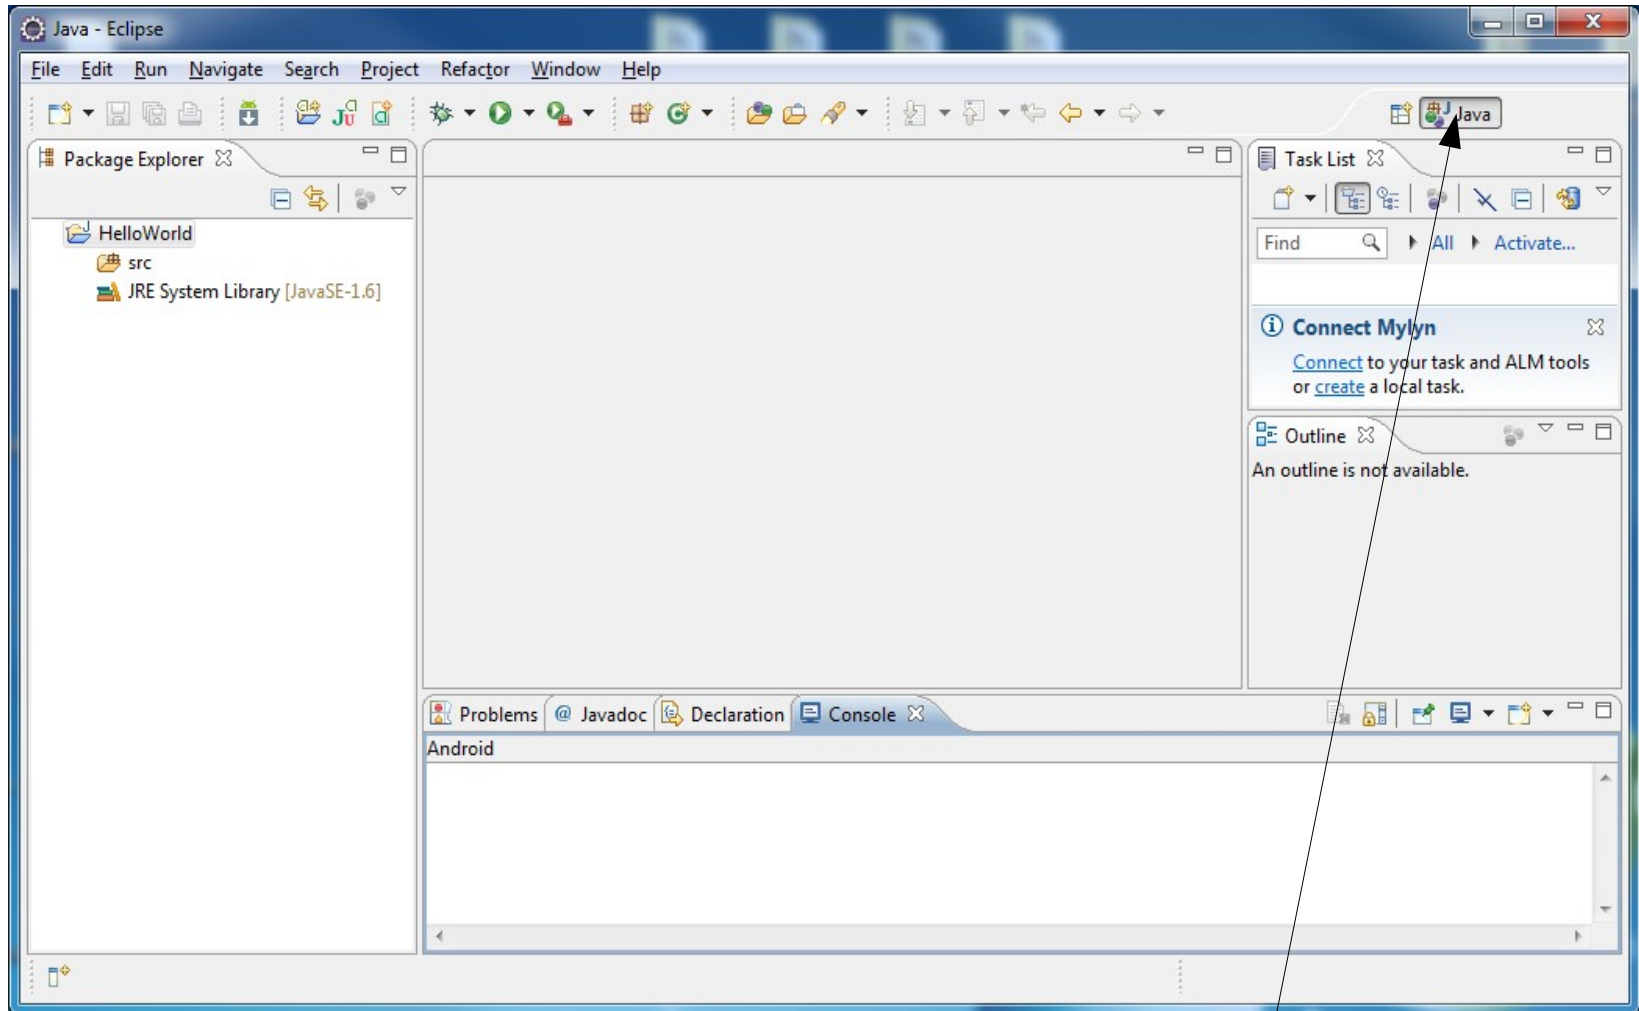 Java - Eclipse
File Edit Run Navigate Search Project Refactor Window Help
Java
Package Explorer
HelloWorld
src
JRE System Library [JavaSE-1.6]
Task List
Find All Activate...
Connect Mylyn
Connect to your task and ALM tools
or create a local task.
Outline
An outline is not available.
Problems @ Javadoc Declaration Console
Android